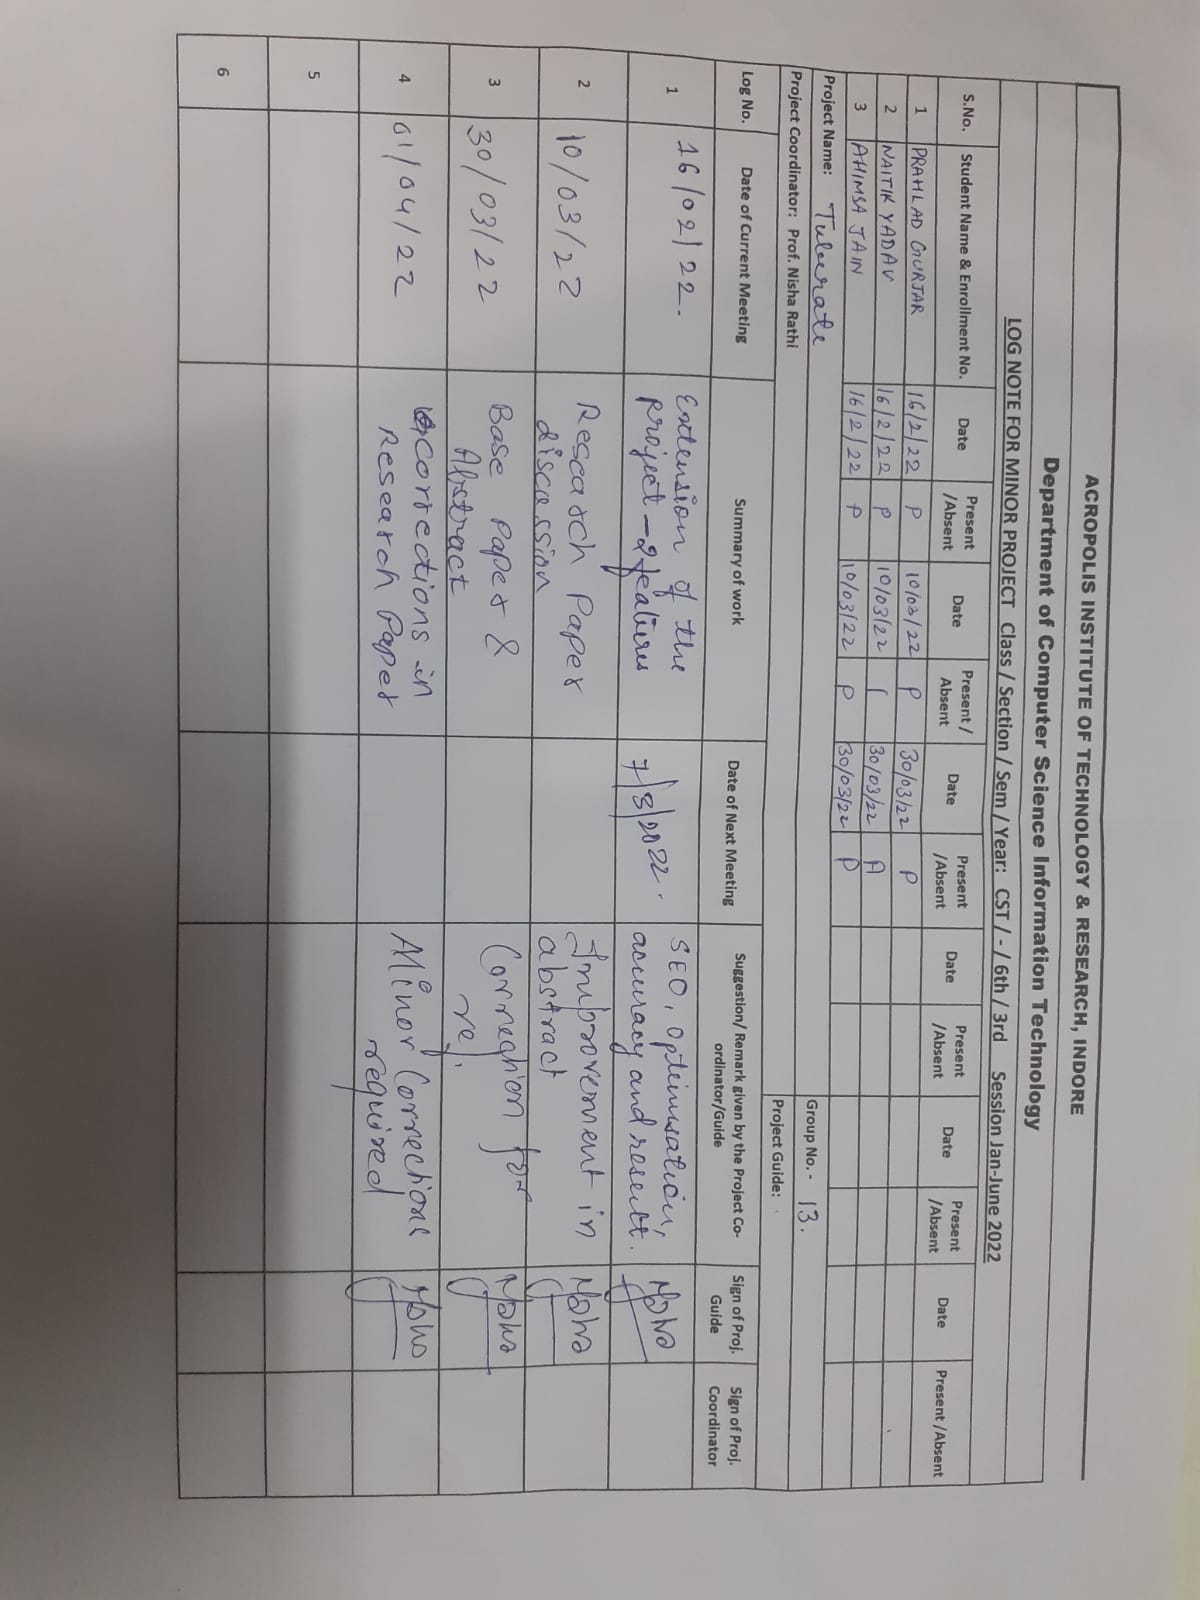 ACROPOLIS INSTITUTE OF TECHNOLOGY & RESEARCH, INDORE
Department of Computer Science Information Technology
LOG NOTE FOR MINOR PROJECT Class / Section / Sem / Year: CST / - / 6th / 3rd Session Jan-June 2022
S.No. Student Name & Enrollment No. Date Present /Absent Date Present / Absent Date Present /Absent Date Present /Absent Date Present /Absent Date Present /Absent
1 PRAHLAD GURJAR 16/2/22 P 10/03/22 P 30/03/22 P
2 NAITIK YADAV 16/2/22 P 10/03/22 30/03/22 A
3 AHIMSA JAIN 16/2/22 P 10/03/22 P 30/03/22 P
Project Name: Tuberate Group No.- 13.
Project Coordinator: Prof. Nisha Rathi Project Guide:
Log No. Date of Current Meeting Summary of work Date of Next Meeting Suggestion/ Remark given by the Project Co-ordinator/Guide Sign of Proj. Guide Sign of Proj. Coordinator
1 16/02/22. Extension of the 7/3/2022. SEO, Optimisation,
project - 2 features accuracy and result.
2 10/03/22 Research Paper Improvement in
discussion abstract
3 30/03/22 Base Paper & Correction for
Abstract ref.
4 01/04/22 Corrections in Minor Corrections
Research Paper required
5
6